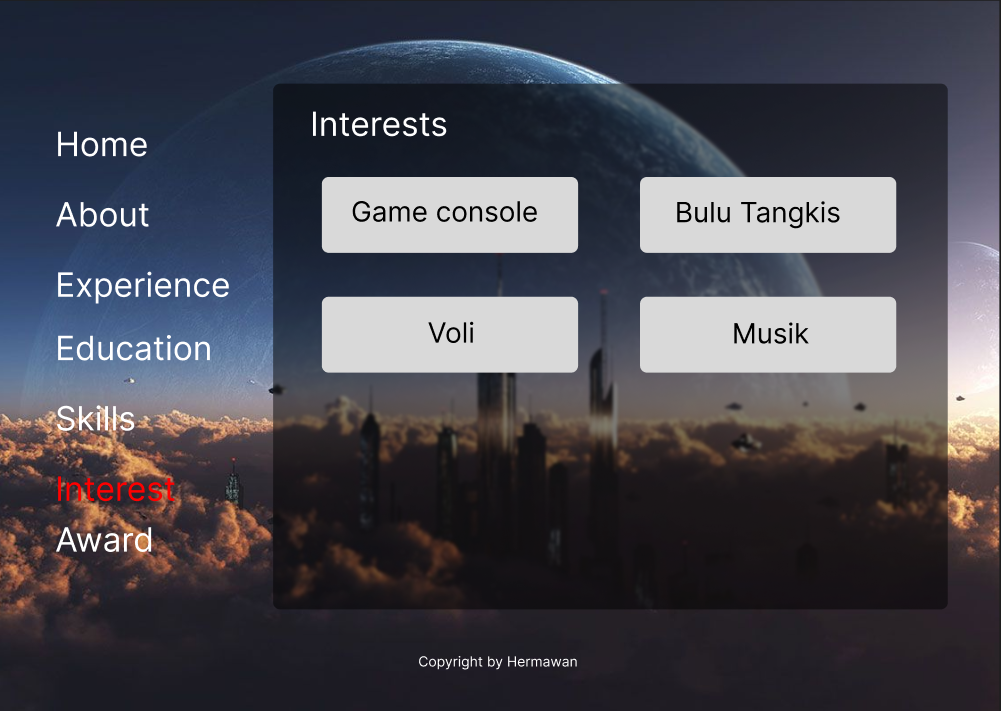 Home
About
Experience
Education
Skills
Interest
Award
Interests
Game console
Bulu Tangkis
Voli
Musik
Copyright by Hermawan